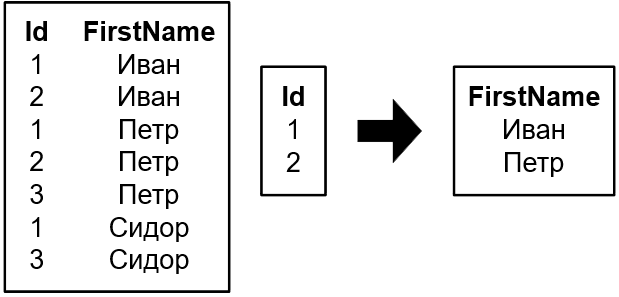 Id FirstName
1 Иван
2 Иван
1 Петр
2 Петр
3 Петр
1 Сидор
3 Сидор
Id
1
2
FirstName
Иван
Петр